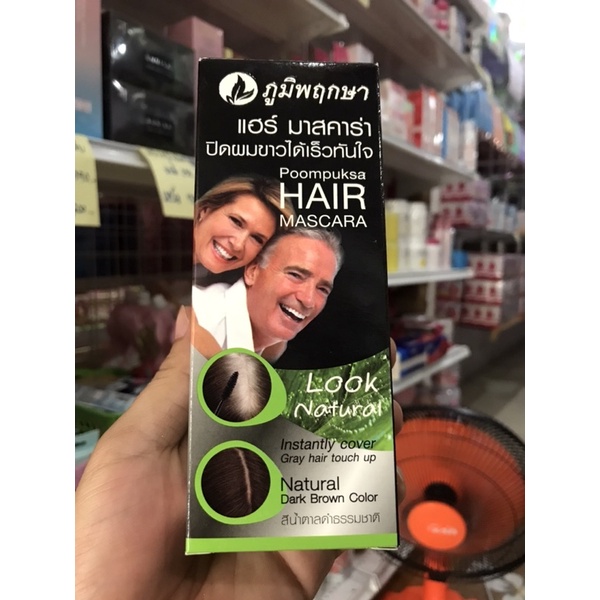 ภูมิพฤกษา
แฮร์ มาสคาร่า
ปิดผมขาวได้เร็วทันใจ
Poompuksa
HAIR
MASCARA
Look
Natural
Instantly cover
Gray hair touch up
Natural
Dark Brown Color
สีน้ำตาลดำธรรมชาติ